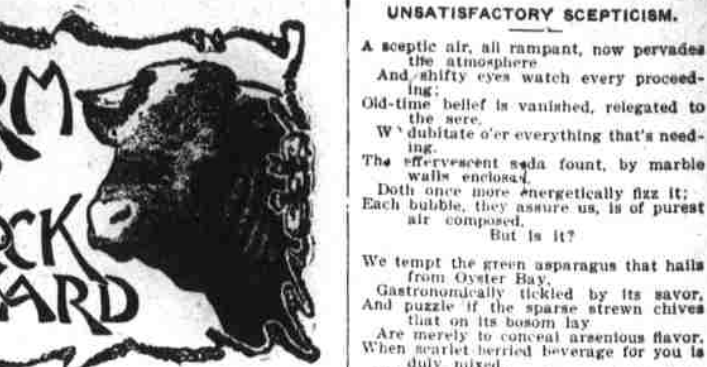 RM
OCK
ARD
UNSATISFACTORY SCEPTICISM.
A sceptic air, all rampant, now pervades
the atmosphere
And shifty eyes watch every proceed-
ing;
Old-time belief is vanished, relegated to
the sere,
W dubitate o'er everything that's need-
ing.
The effervescent soda fount, by marble
walls enclosed,
Doth once more energetically fizz it;
Each bubble, they assure us, is of purest
air composed,
But is it?
We tempt the green asparagus that hails
from Oyster Bay,
Gastronomically tickled by its savor,
And puzzle if the sparse strewn chives
that on its bosom lay
Are merely to conceal arsenious flavor.
When scarlet berried beverage for you is
duly mixed